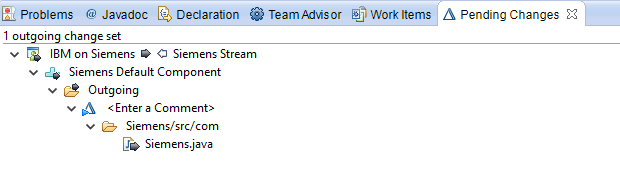 Problems @ Javadoc Declaration Team Advisor Work Items Pending Changes
1 outgoing change set
IBM on Siemens Siemens Stream
Siemens Default Component
Outgoing
<Enter a Comment>
Siemens/src/com
Siemens.java